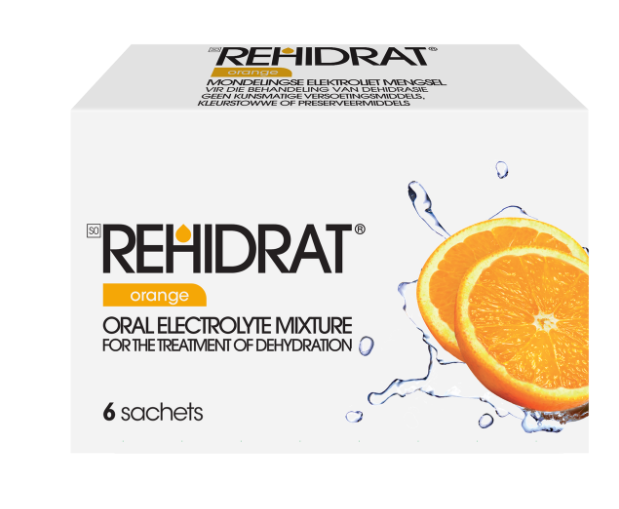 S0 REHIDRAT®
orange
MONDELINGSE ELEKTROLIET MENGSEL
VIR DIE BEHANDELING VAN DEHIDRASIE
GEEN KUNSMATIGE VERSOETINGSMIDDELS,
KLEURSTOWWE OF PRESERVEERMIDDELS
S0 REHIDRAT®
orange
ORAL ELECTROLYTE MIXTURE
FOR THE TREATMENT OF DEHYDRATION
6 sachets